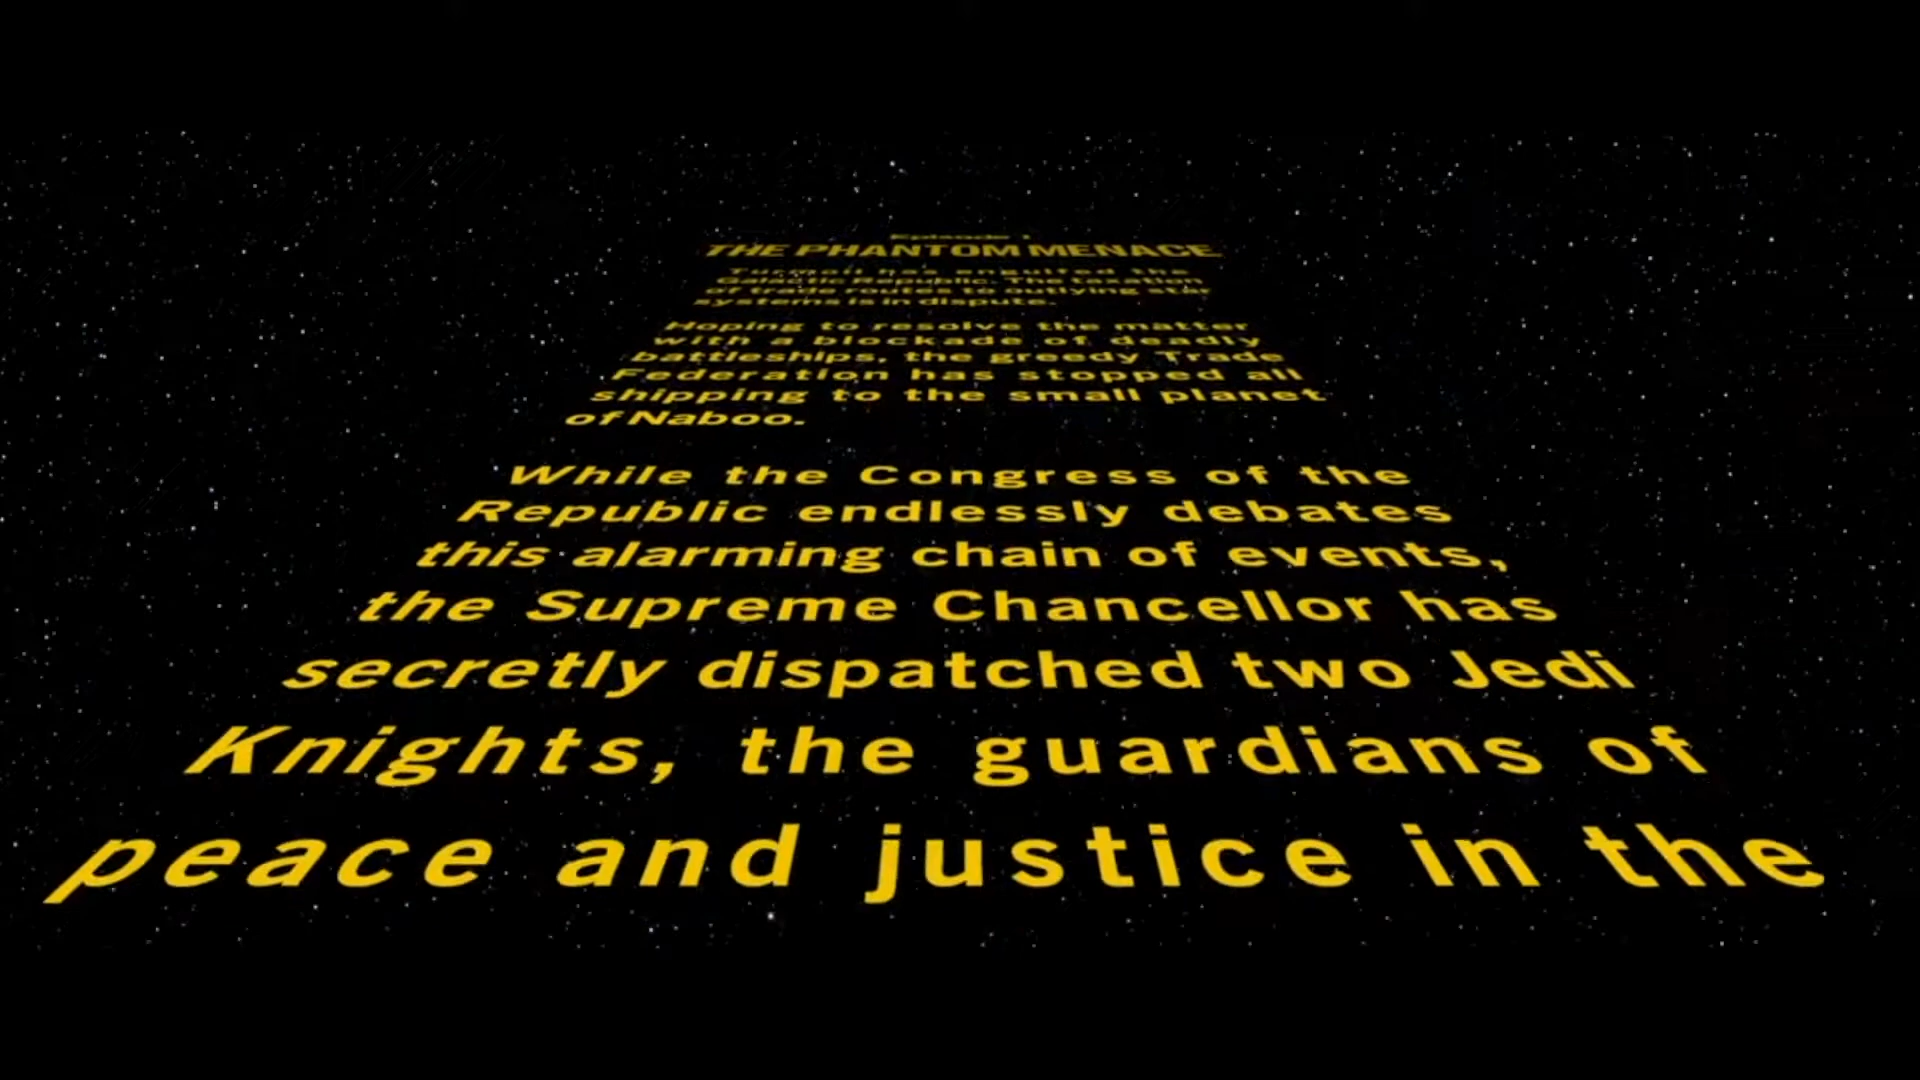 Episode I
THE PHANTOM MENACE
Turmoil has engulfed the
Galactic Republic. The taxation
of trade routes to outlying star
systems is in dispute.
Hoping to resolve the matter
with a blockade of deadly
battleships, the greedy Trade
Federation has stopped all
shipping to the small planet
of Naboo.
While the Congress of the
Republic endlessly debates
this alarming chain of events,
the Supreme Chancellor has
secretly dispatched two Jedi
Knights, the guardians of
peace and justice in the